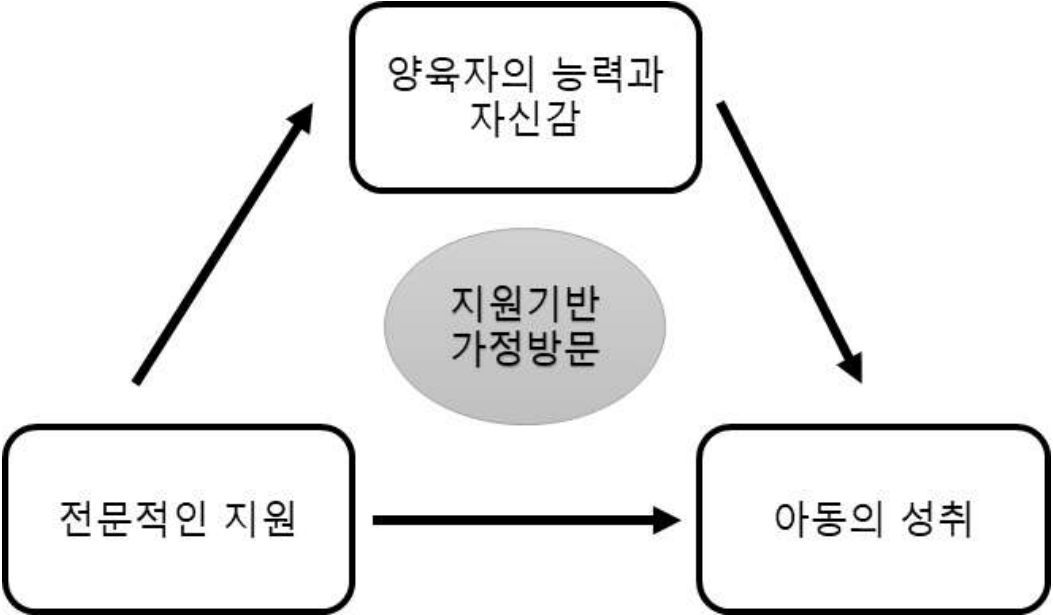 양육자의 능력과
자신감
지원기반
가정방문
전문적인 지원
아동의 성취